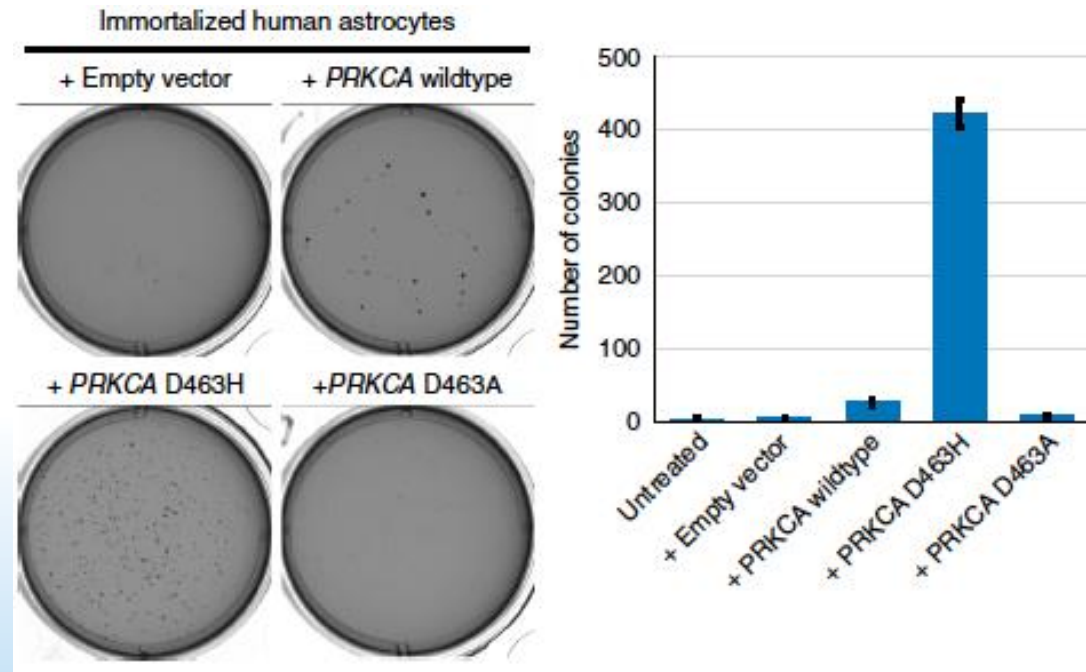 Immortalized human astrocytes
+ Empty vector
+ PRKCA wildtype
+ PRKCA D463H
+PRKCA D463A
Number of colonies
500
400
300
200
100
0
Untreated
+ Empty vector
+ PRKCA wildtype
+ PRKCA D463H
+ PRKCA D463A